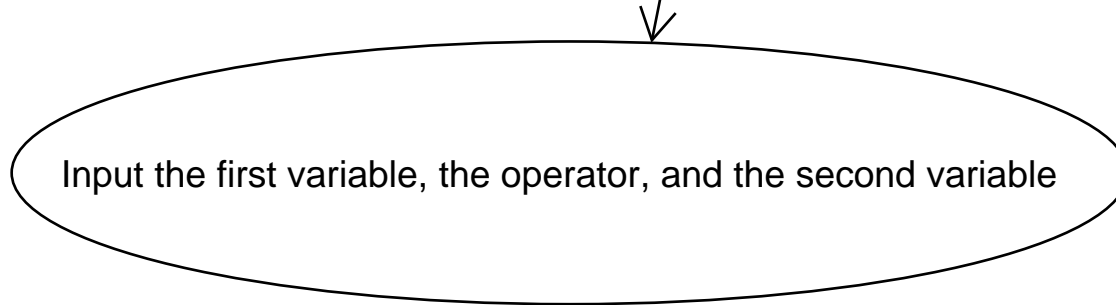 Input the first variable, the operator, and the second variable